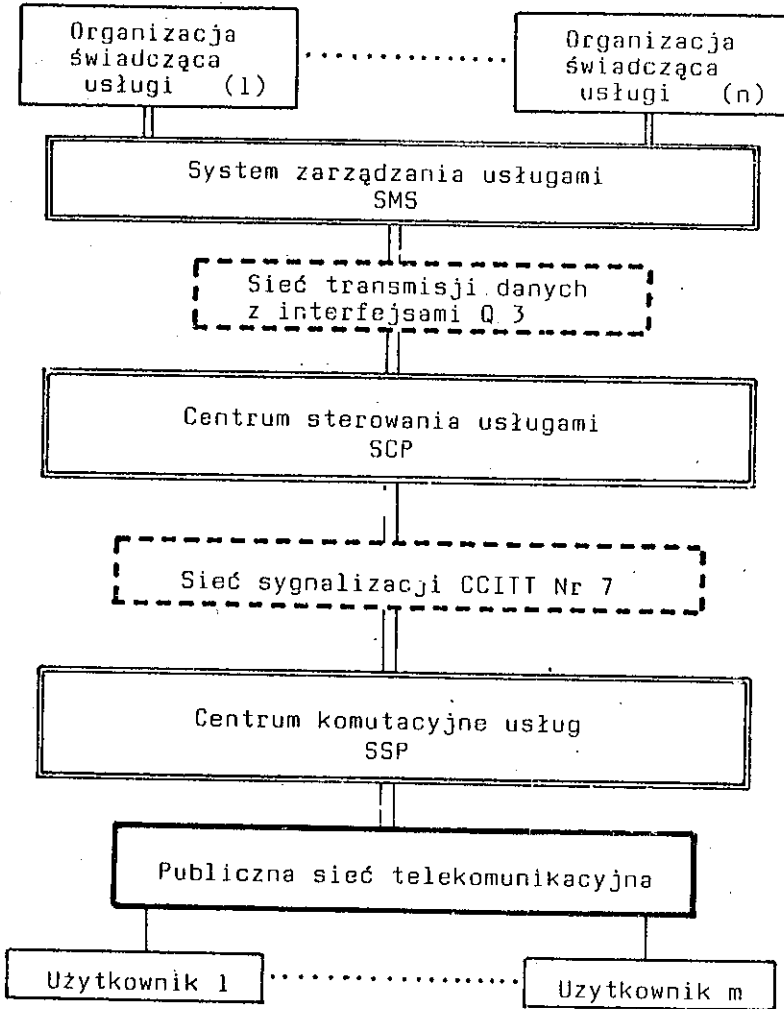 Organizacja
świadcząca
usługi (1)
Organizacja
świadcząca
usługi (n)
System zarządzania usługami
SMS
Sieć transmisji danych
z interfejsami Q 3
Centrum sterowania usługami
SCP
Sieć sygnalizacji CCITT Nr 7
Centrum komutacyjne usług
SSP
Publiczna sieć telekomunikacyjna
Użytkownik 1
Uzytkownik m